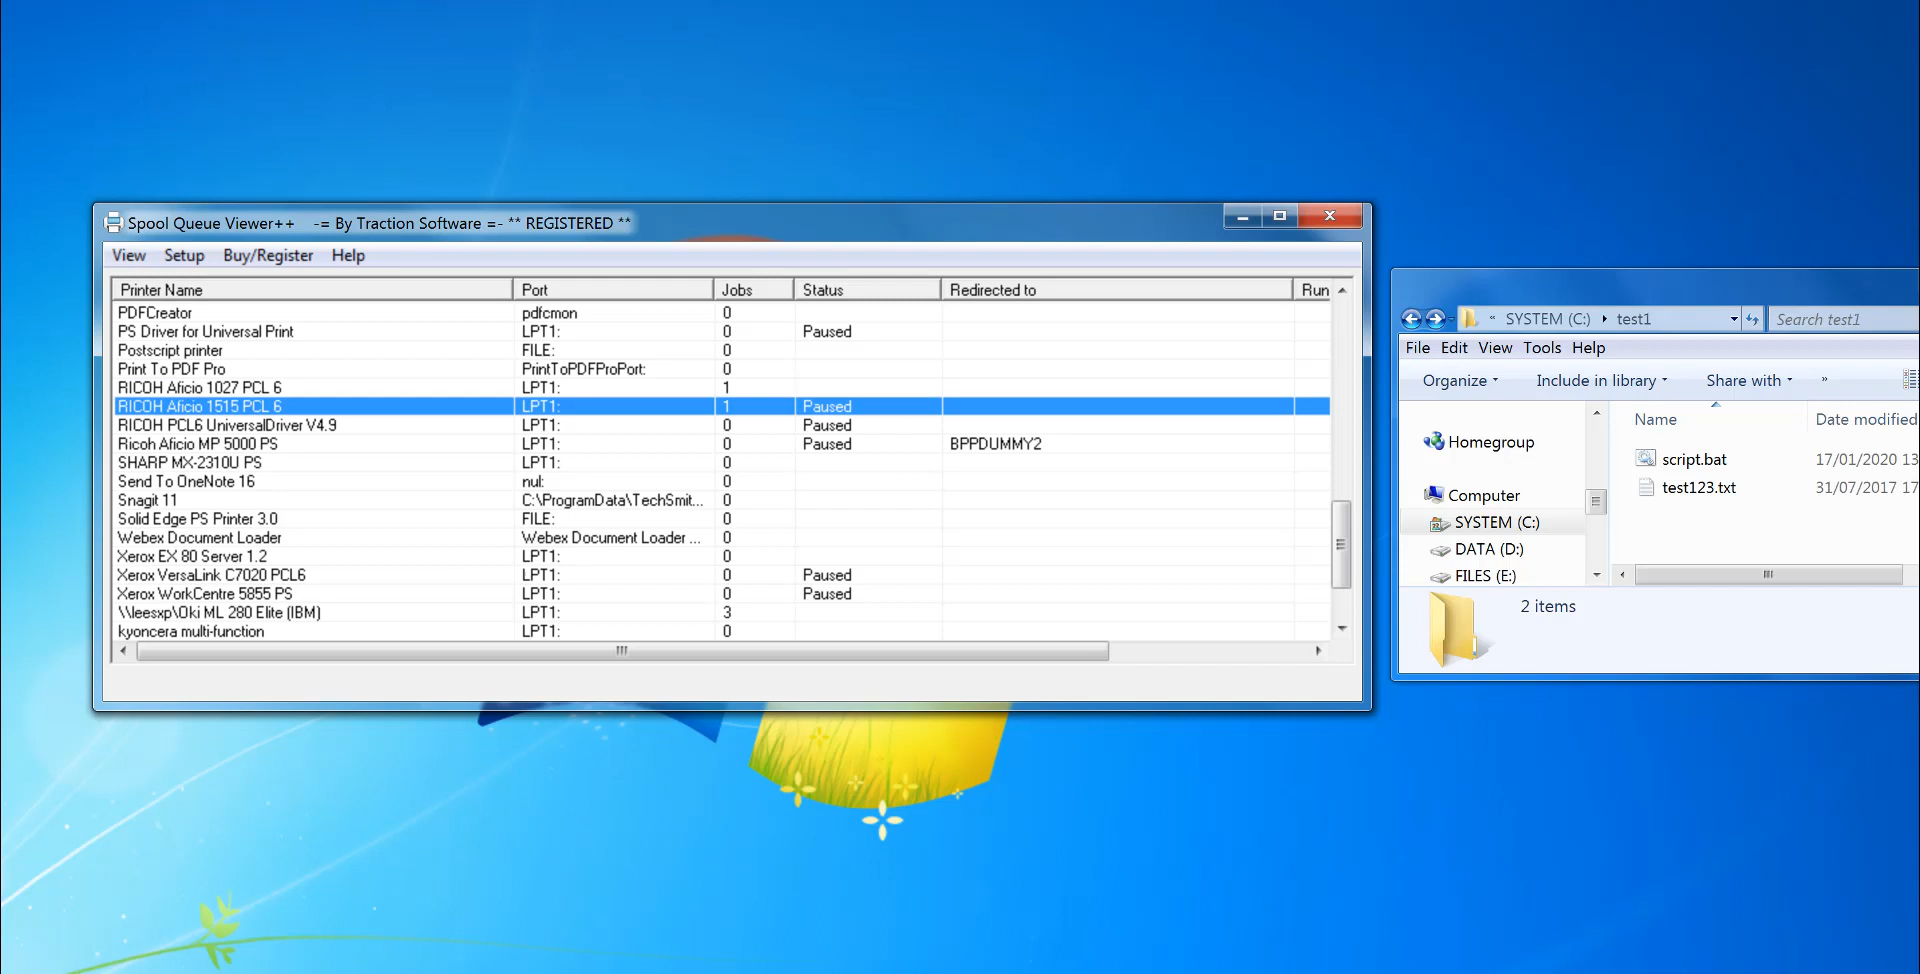 Spool Queue Viewer++ -= By Traction Software =- ** REGISTERED **
View Setup Buy/Register Help
Printer Name Port Jobs Status Redirected to Run
PDFCreator pdfcmon 0
PS Driver for Universal Print LPT1: 0 Paused
Postscript printer FILE: 0
Print To PDF Pro PrintToPDFProPort: 0
RICOH Aficio 1027 PCL 6 LPT1: 1
RICOH Aficio 1515 PCL 6 LPT1: 1 Paused
RICOH PCL6 UniversalDriver V4.9 LPT1: 0 Paused
Ricoh Aficio MP 5000 PS LPT1: 0 Paused BPPDUMMY2
SHARP MX-2310U PS LPT1: 0
Send To OneNote 16 nul: 0
Snagit 11 C:\ProgramData\TechSmit... 0
Solid Edge PS Printer 3.0 FILE: 0
Webex Document Loader Webex Document Loader ... 0
Xerox EX 80 Server 1.2 LPT1: 0
Xerox VersaLink C7020 PCL6 LPT1: 0 Paused
Xerox WorkCentre 5855 PS LPT1: 0 Paused
\\leesxp\Oki ML 280 Elite (IBM) LPT1: 3
kyoncera multi-function LPT1: 0
« SYSTEM (C:) test1 Search test1
File Edit View Tools Help
Organize Include in library Share with »
Name Date modified
Homegroup
script.bat 17/01/2020 13
test123.txt 31/07/2017 17
Computer
SYSTEM (C:)
DATA (D:)
FILES (E:)
2 items